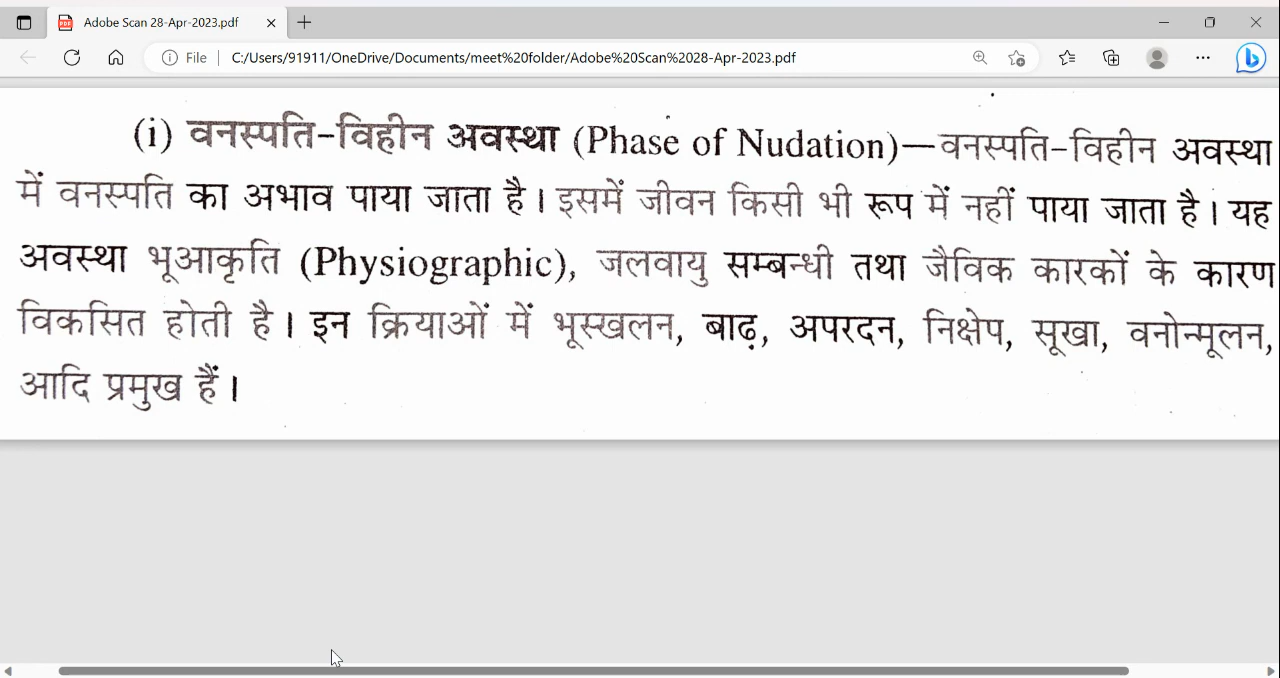 Adobe Scan 28-Apr-2023.pdf
File | C:/Users/91911/OneDrive/Documents/meet%20folder/Adobe%20Scan%2028-Apr-2023.pdf
(i) वनस्पति-विहीन अवस्था (Phase of Nudation)—वनस्पति-विहीन अवस्था
में वनस्पति का अभाव पाया जाता है। इसमें जीवन किसी भी रूप में नहीं पाया जाता है। यह
अवस्था भूआकृति (Physiographic), जलवायु सम्बन्धी तथा जैविक कारकों के कारण
विकसित होती है। इन क्रियाओं में भूस्खलन, बाढ़, अपरदन, निक्षेप, सूखा, वनोन्मूलन,
आदि प्रमुख हैं।